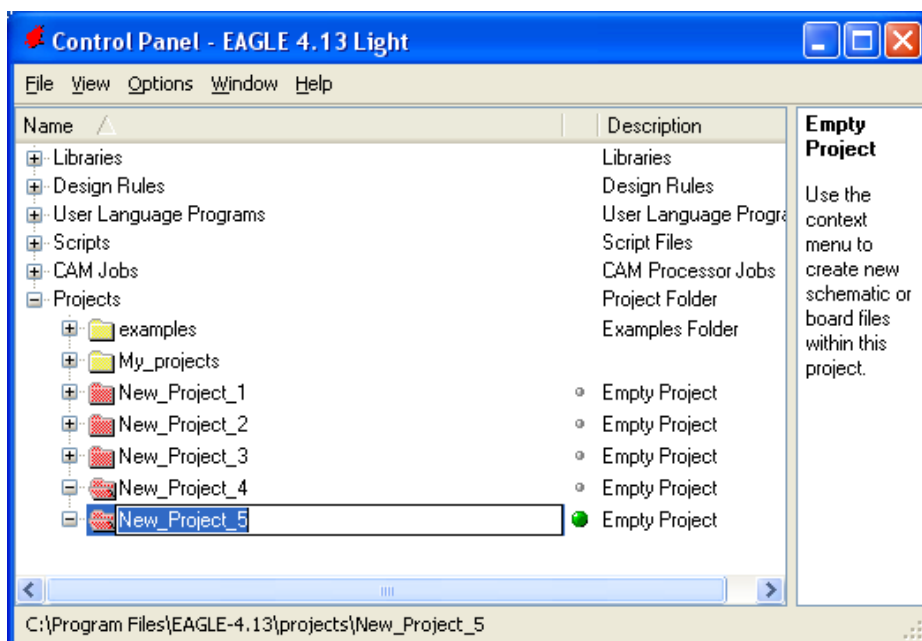 Control Panel - EAGLE 4.13 Light
File View Options Window Help
Name Description
Libraries Libraries
Design Rules Design Rules
User Language Programs User Language Progra
Scripts Script Files
CAM Jobs CAM Processor Jobs
Projects Project Folder
examples Examples Folder
My_projects
New_Project_1 Empty Project
New_Project_2 Empty Project
New_Project_3 Empty Project
New_Project_4 Empty Project
New_Project_5 Empty Project
Empty
Project
Use the
context
menu to
create new
schematic or
board files
within this
project.
C:\Program Files\EAGLE-4.13\projects\New_Project_5